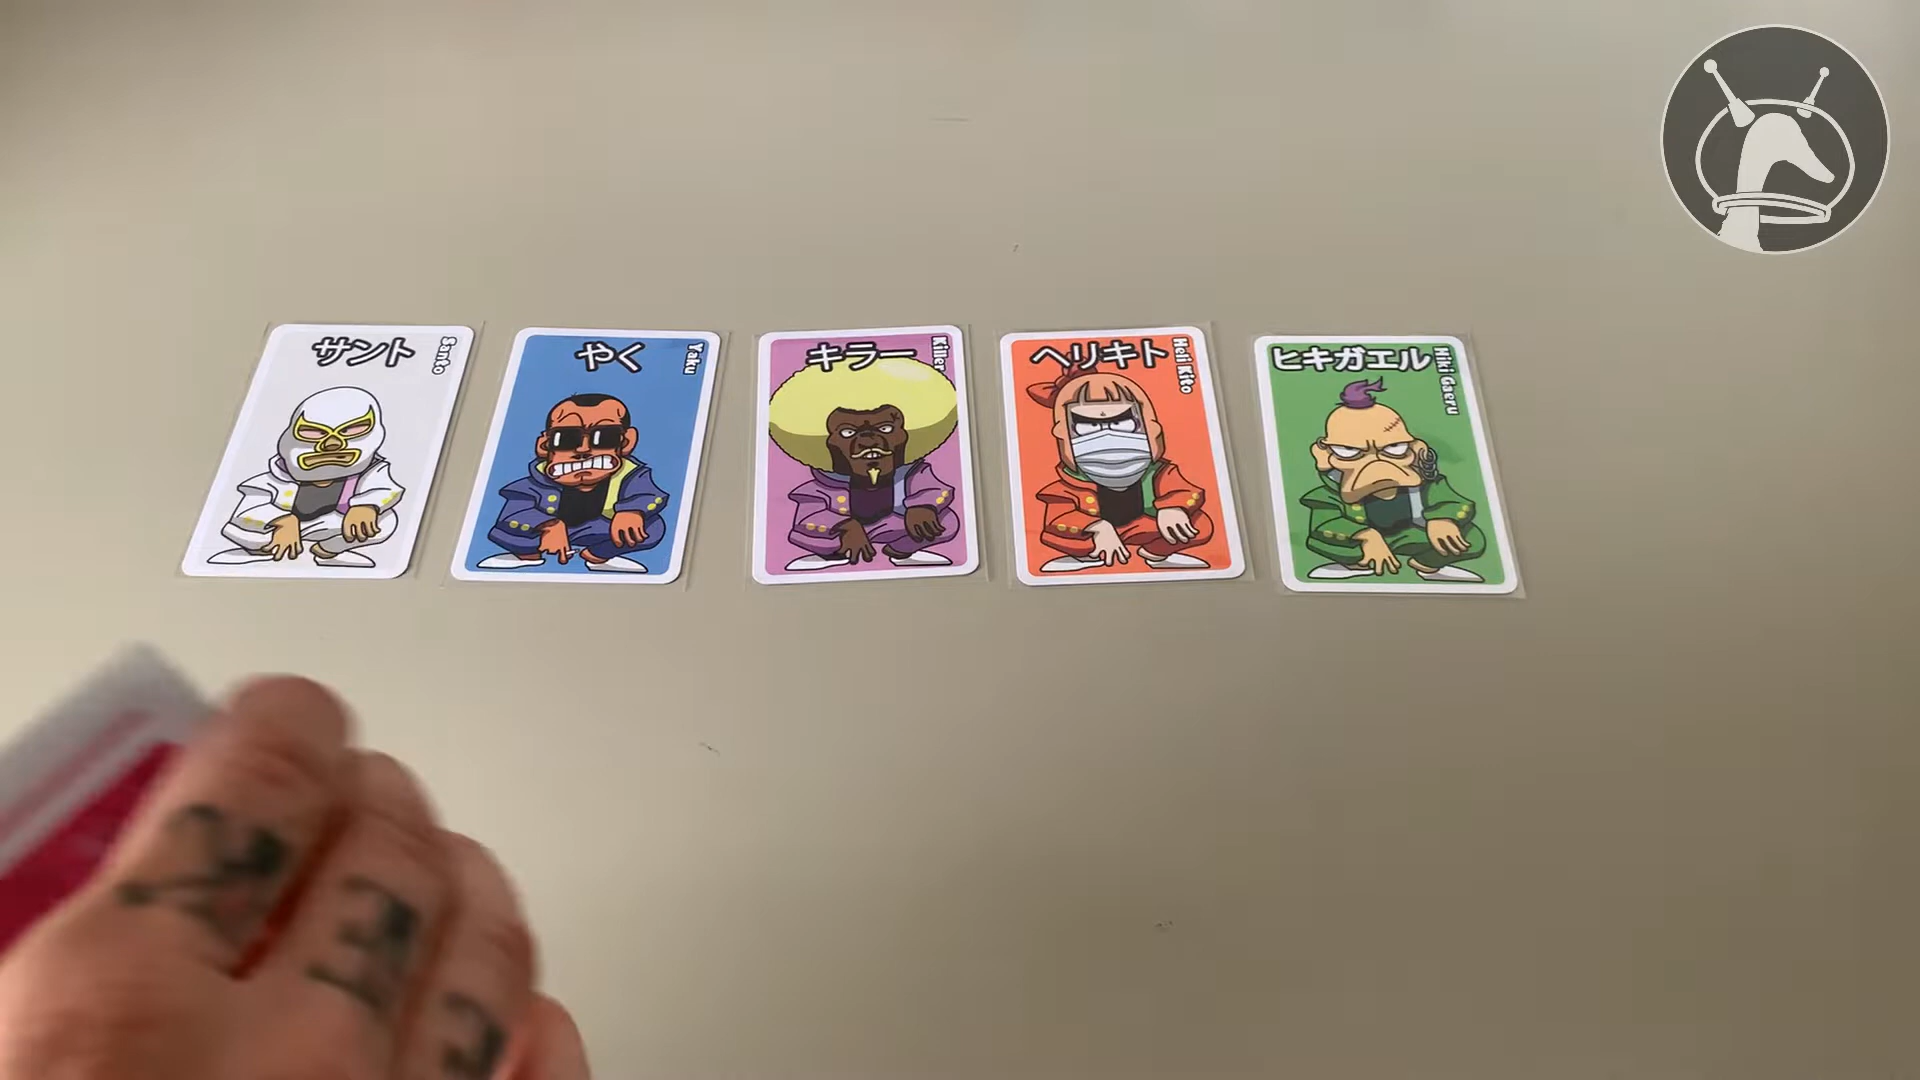 サント
Santo
やく
Yaku
キラー
Killer
ヘリキト
Heli Kito
ヒキガエル
Hiki Gaeru